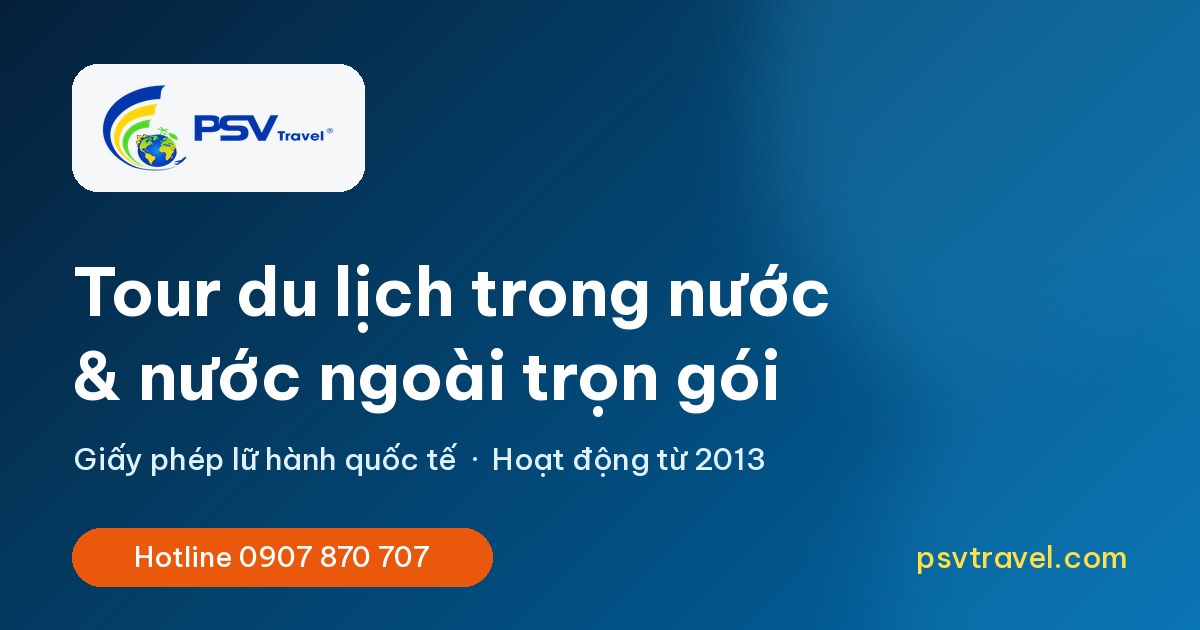 PSV Travel ®
Tour du lịch trong nước
& nước ngoài trọn gói
Giấy phép lữ hành quốc tế · Hoạt động từ 2013
Hotline 0907 870 707
psvtravel.com